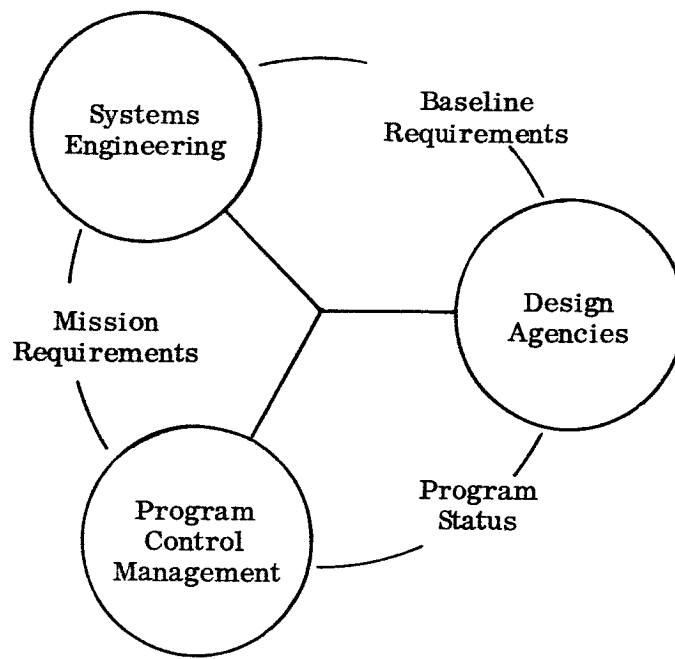 Systems
Engineering
Baseline
Requirements
Design
Agencies
Mission
Requirements
Program
Status
Program
Control
Management